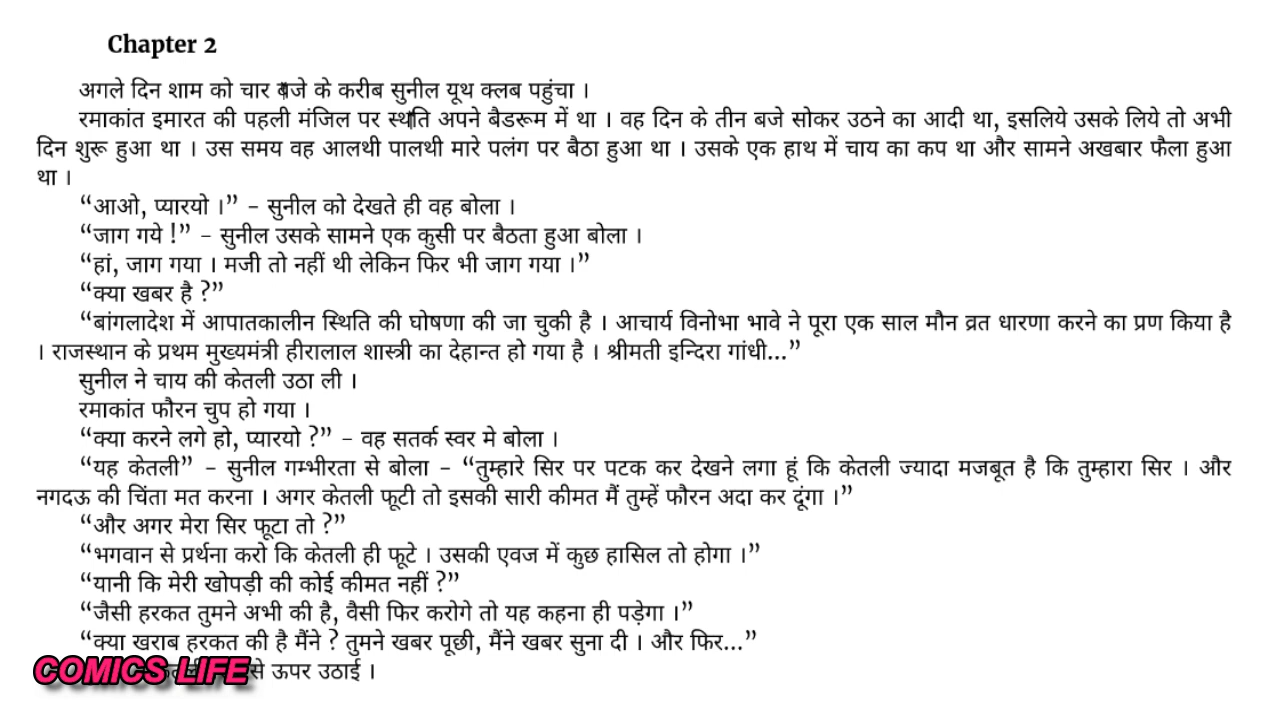 Chapter 2
अगले दिन शाम को चार बजे के करीब सुनील यूथ क्लब पहुंचा ।
रमाकांत इमारत की पहली मंजिल पर स्थति अपने बैडरूम में था । वह दिन के तीन बजे सोकर उठने का आदी था, इसलिये उसके लिये तो अभी
दिन शुरू हुआ था । उस समय वह आलथी पालथी मारे पलंग पर बैठा हुआ था । उसके एक हाथ में चाय का कप था और सामने अखबार फैला हुआ
था ।
“आओ, प्यारयो ।” – सुनील को देखते ही वह बोला ।
“जाग गये !” – सुनील उसके सामने एक कुसी पर बैठता हुआ बोला ।
“हां, जाग गया । मजी तो नहीं थी लेकिन फिर भी जाग गया ।”
“क्या खबर है ?”
“बांगलादेश में आपातकालीन स्थिति की घोषणा की जा चुकी है । आचार्य विनोभा भावे ने पूरा एक साल मौन व्रत धारणा करने का प्रण किया है
। राजस्थान के प्रथम मुख्यमंत्री हीरालाल शास्त्री का देहान्त हो गया है । श्रीमती इन्दिरा गांधी...”
सुनील ने चाय की केतली उठा ली ।
रमाकांत फौरन चुप हो गया ।
“क्या करने लगे हो, प्यारयो ?” – वह सतर्क स्वर मे बोला ।
“यह केतली” – सुनील गम्भीरता से बोला – “तुम्हारे सिर पर पटक कर देखने लगा हूं कि केतली ज्यादा मजबूत है कि तुम्हारा सिर । और
नगदऊ की चिंता मत करना । अगर केतली फूटी तो इसकी सारी कीमत मैं तुम्हें फौरन अदा कर दूंगा ।”
“और अगर मेरा सिर फूटा तो ?”
“भगवान से प्रर्थना करो कि केतली ही फूटे । उसकी एवज में कुछ हासिल तो होगा ।”
“यानी कि मेरी खोपड़ी की कोई कीमत नहीं ?”
“जैसी हरकत तुमने अभी की है, वैसी फिर करोगे तो यह कहना ही पड़ेगा ।”
“क्या खराब हरकत की है मैंने ? तुमने खबर पूछी, मैंने खबर सुना दी । और फिर...”
COMICS LIFE से ऊपर उठाई ।